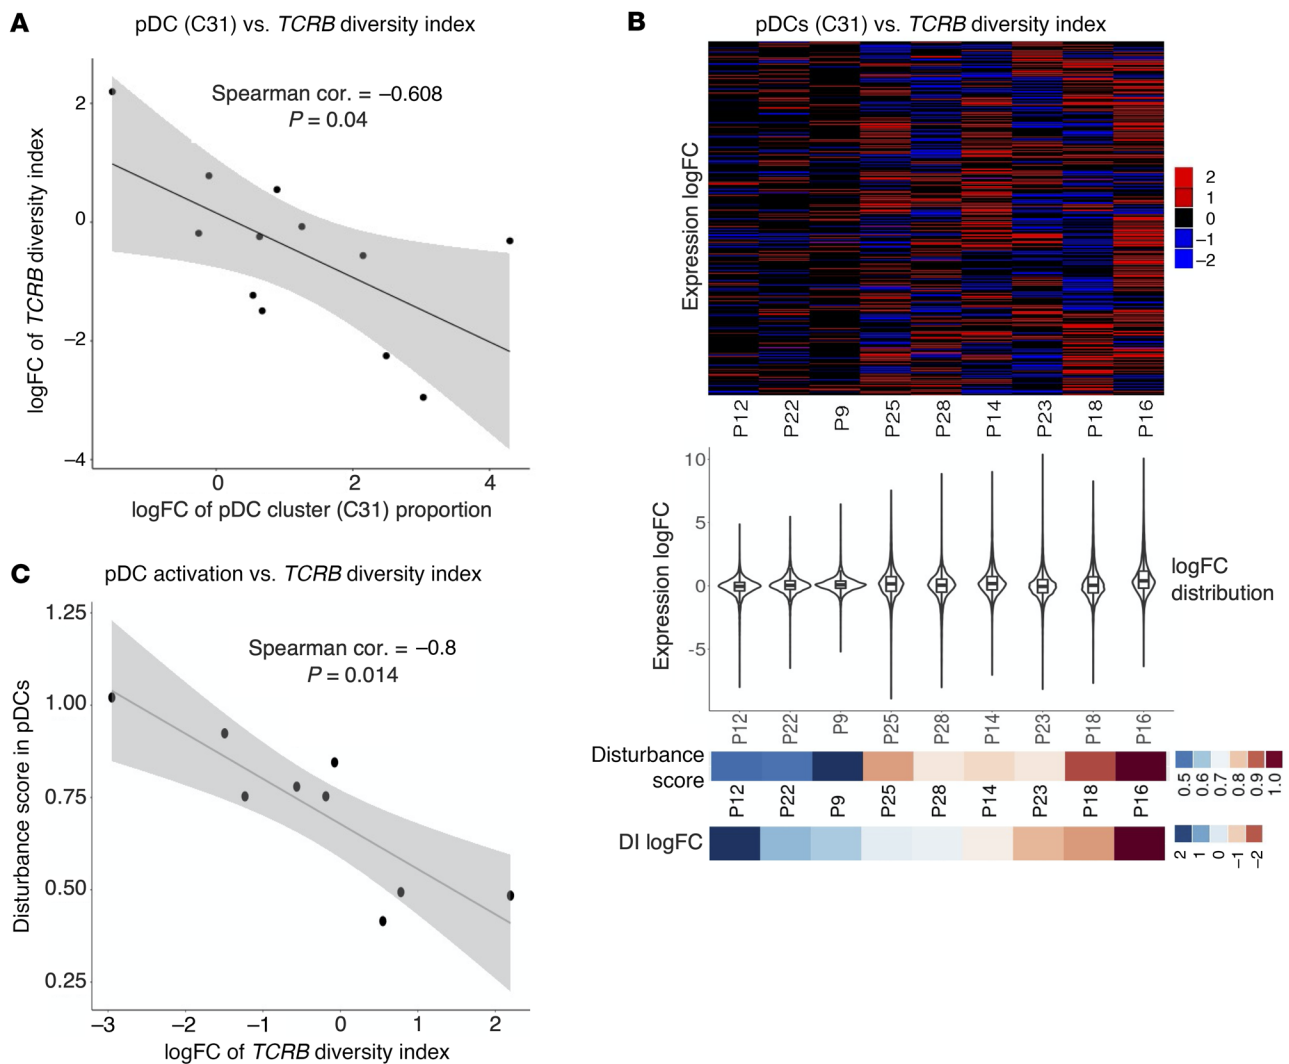 A
pDC (C31) vs. TCRB diversity index
Spearman cor. = –0.608
P = 0.04
logFC of TCRB diversity index
2
0
–2
–4
0
2
4
logFC of pDC cluster (C31) proportion
B
pDCs (C31) vs. TCRB diversity index
Expression logFC
2
1
0
–1
–2
P12
P22
P9
P25
P28
P14
P23
P18
P16
Expression logFC
10
5
0
-5
logFC
distribution
P12
P22
P9
P25
P28
P14
P23
P18
P16
Disturbance
score
0.5
0.6
0.7
0.8
0.9
1.0
P12
P22
P9
P25
P28
P14
P23
P18
P16
DI logFC
2
1
0
–1
–2
C
pDC activation vs. TCRB diversity index
Spearman cor. = –0.8
P = 0.014
Disturbance score in pDCs
1.25
1.00
0.75
0.50
0.25
–3
–2
–1
0
1
2
logFC of TCRB diversity index